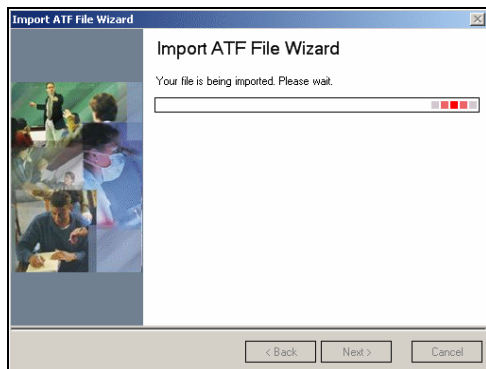 Import ATF File Wizard
Import ATF File Wizard
Your file is being imported. Please wait.
< Back
Next >
Cancel